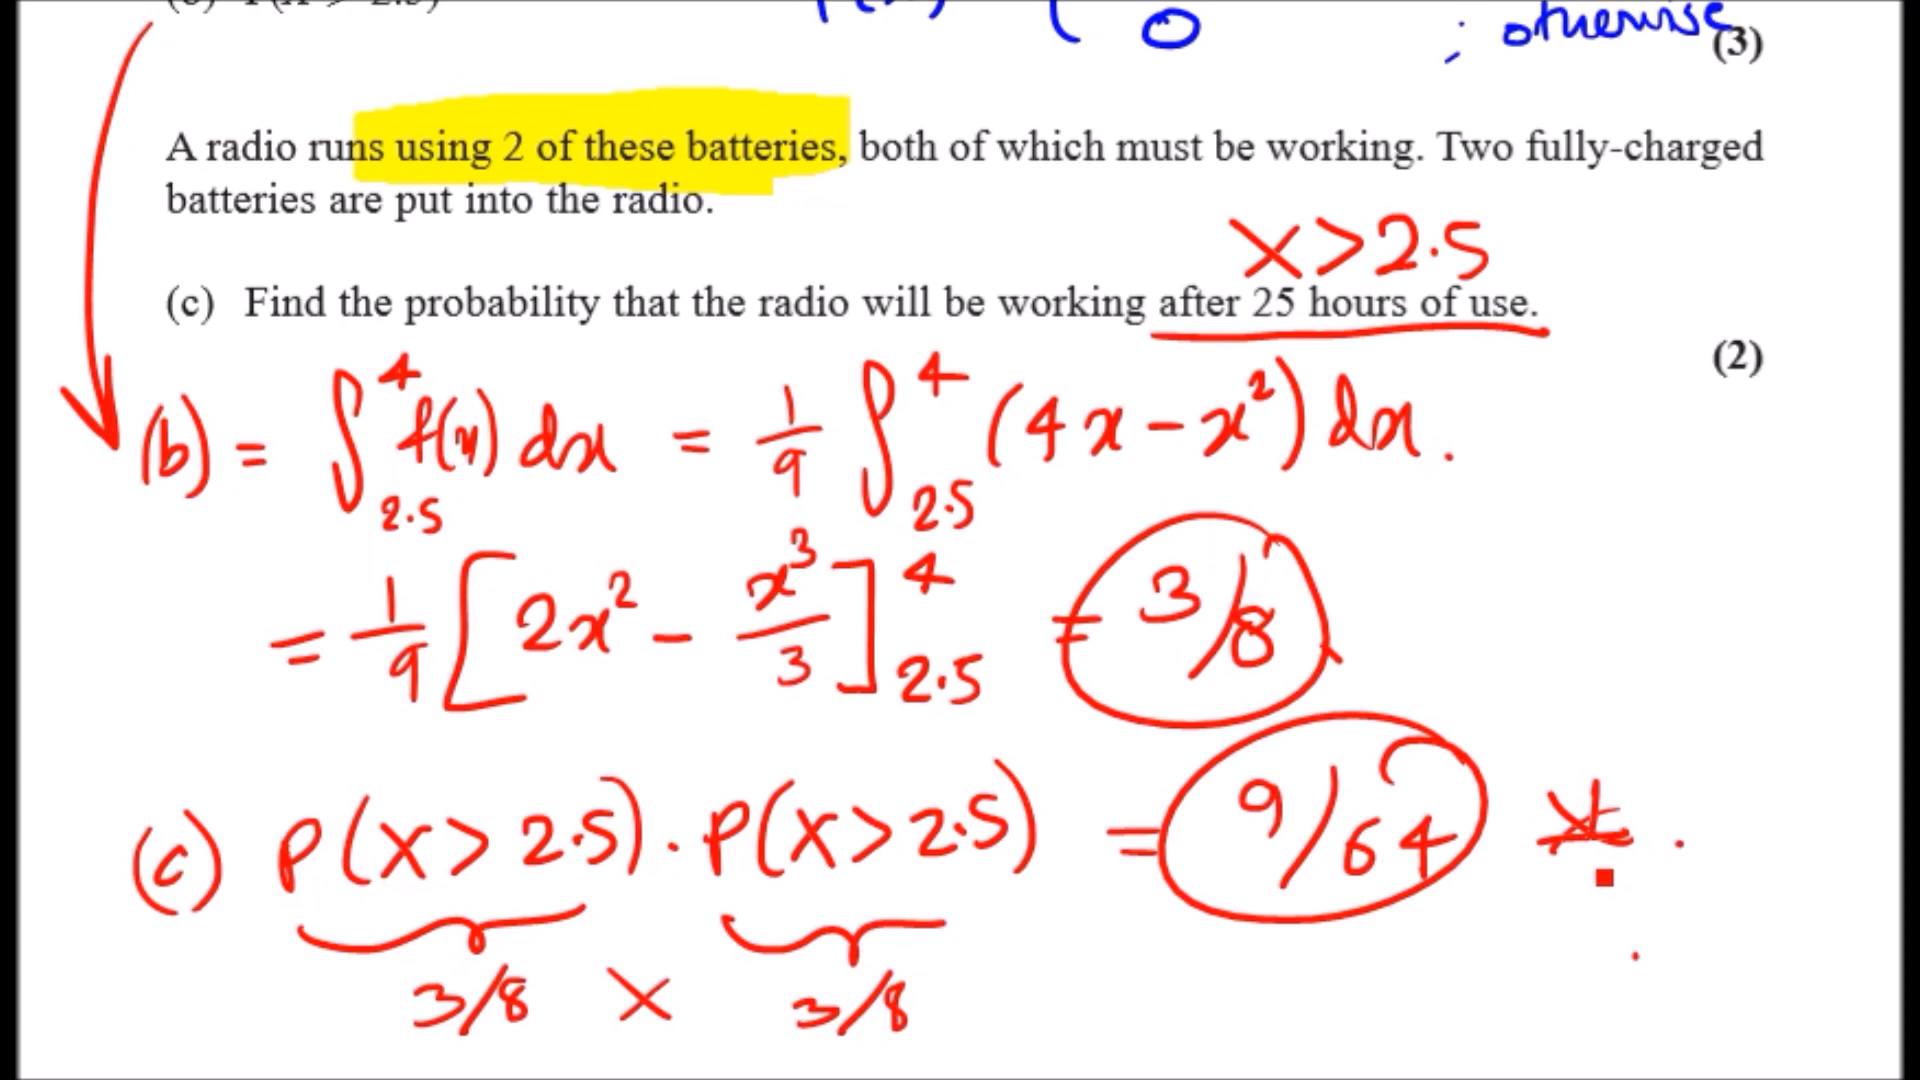 ; otherwise
(3)
A radio runs using 2 of these batteries, both of which must be working. Two fully-charged
batteries are put into the radio.
X>2.5
(c) Find the probability that the radio will be working after 25 hours of use.
(2)
(b) = ∫_{2.5}^{4} f(x) dx = 1/9 ∫_{2.5}^{4} (4x - x²) dx.
= 1/9 [2x² - x³/3]_{2.5}^{4} = 3/8
(c) P(X>2.5) . P(X>2.5) = 9/64
3/8 × 3/8